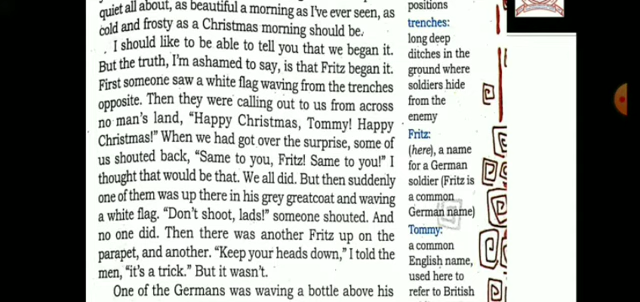 quiet all about, as beautiful a morning as I've ever seen, as
cold and frosty as a Christmas morning should be.
I should like to be able to tell you that we began it.
But the truth, I'm ashamed to say, is that Fritz began it.
First someone saw a white flag waving from the trenches
opposite. Then they were calling out to us from across
no man's land, "Happy Christmas, Tommy! Happy
Christmas!" When we had got over the surprise, some of
us shouted back, "Same to you, Fritz! Same to you!" I
thought that would be that. We all did. But then suddenly
one of them was up there in his grey greatcoat and waving
a white flag. "Don't shoot, lads!" someone shouted. And
no one did. Then there was another Fritz up on the
parapet, and another. "Keep your heads down," I told the
men, "it's a trick." But it wasn't.
One of the Germans was waving a bottle above his
positions
trenches:
long deep
ditches in the
ground where
soldiers hide
from the
enemy
Fritz:
(here), a name
for a German
soldier (Fritz is
a common
German name)
Tommy:
a common
English name,
used here to
refer to British